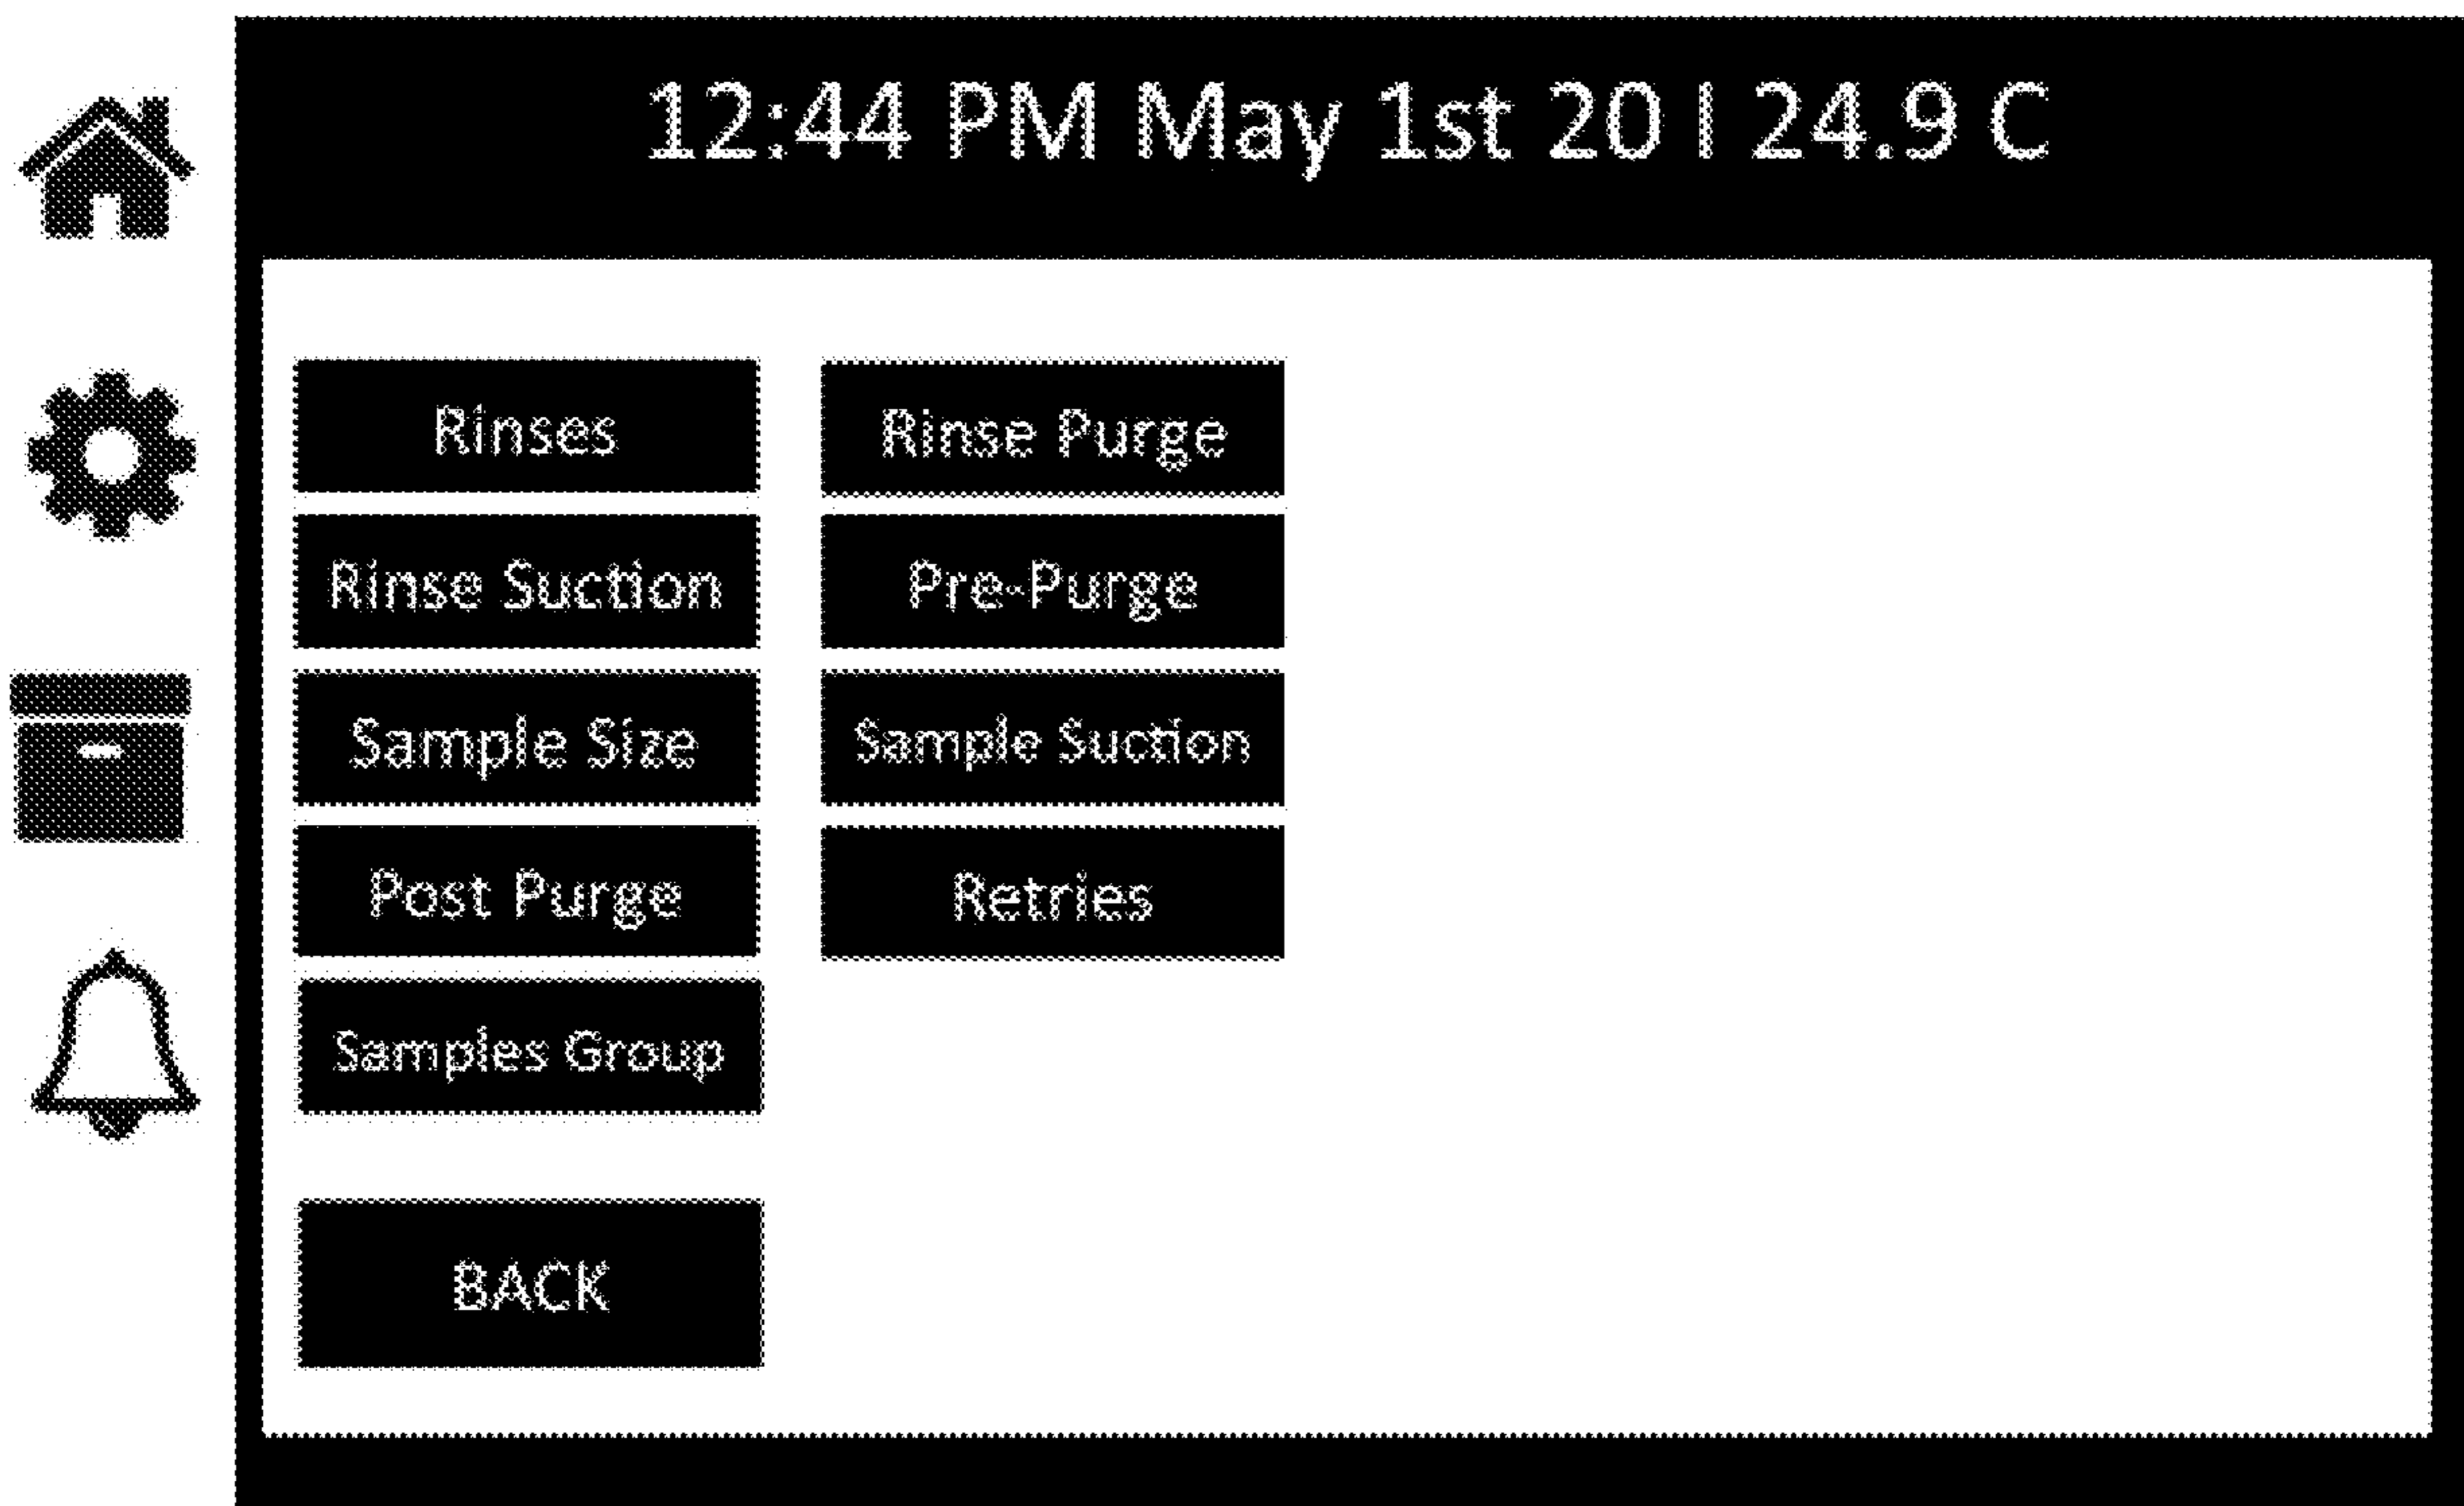 12:44 PM May 1st 20 | 24.9 C
Rinses
Rinse Purge
Rinse Suction
Pre-Purge
Sample Size
Sample Suction
Post Purge
Retries
Samples Group
BACK